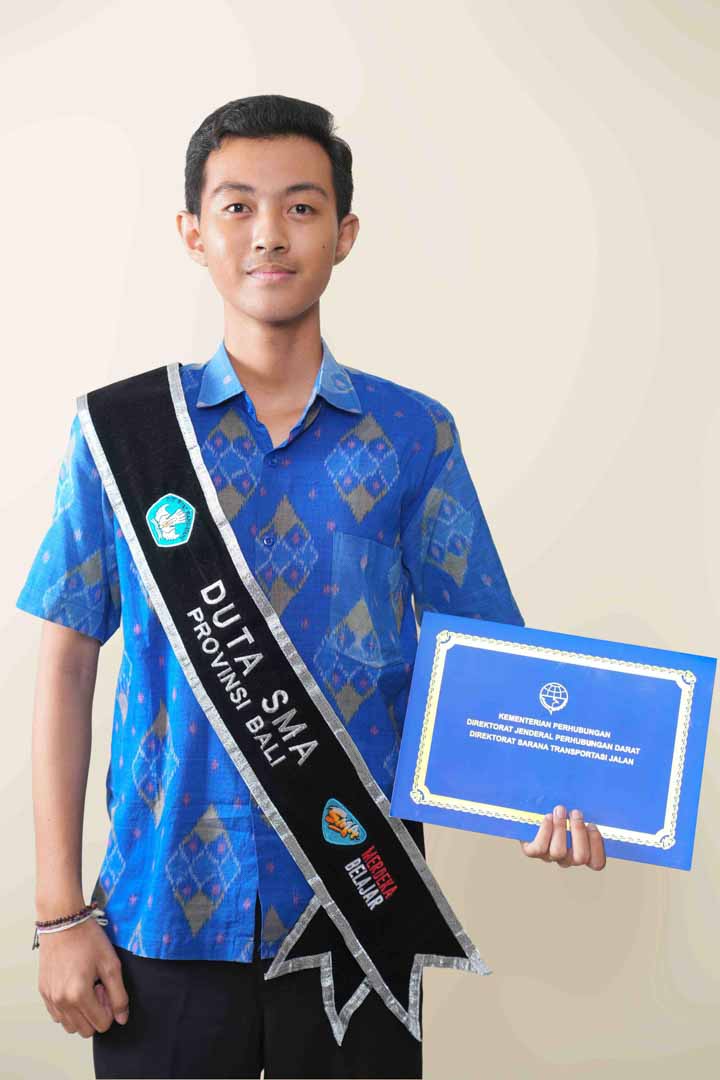 DUTA SMA
PROVINSI BALI
MERDEKA
BELAJAR
KEMENTERIAN PERHUBUNGAN
DIREKTORAT JENDERAL PERHUBUNGAN DARAT
DIREKTORAT SARANA TRANSPORTASI JALAN